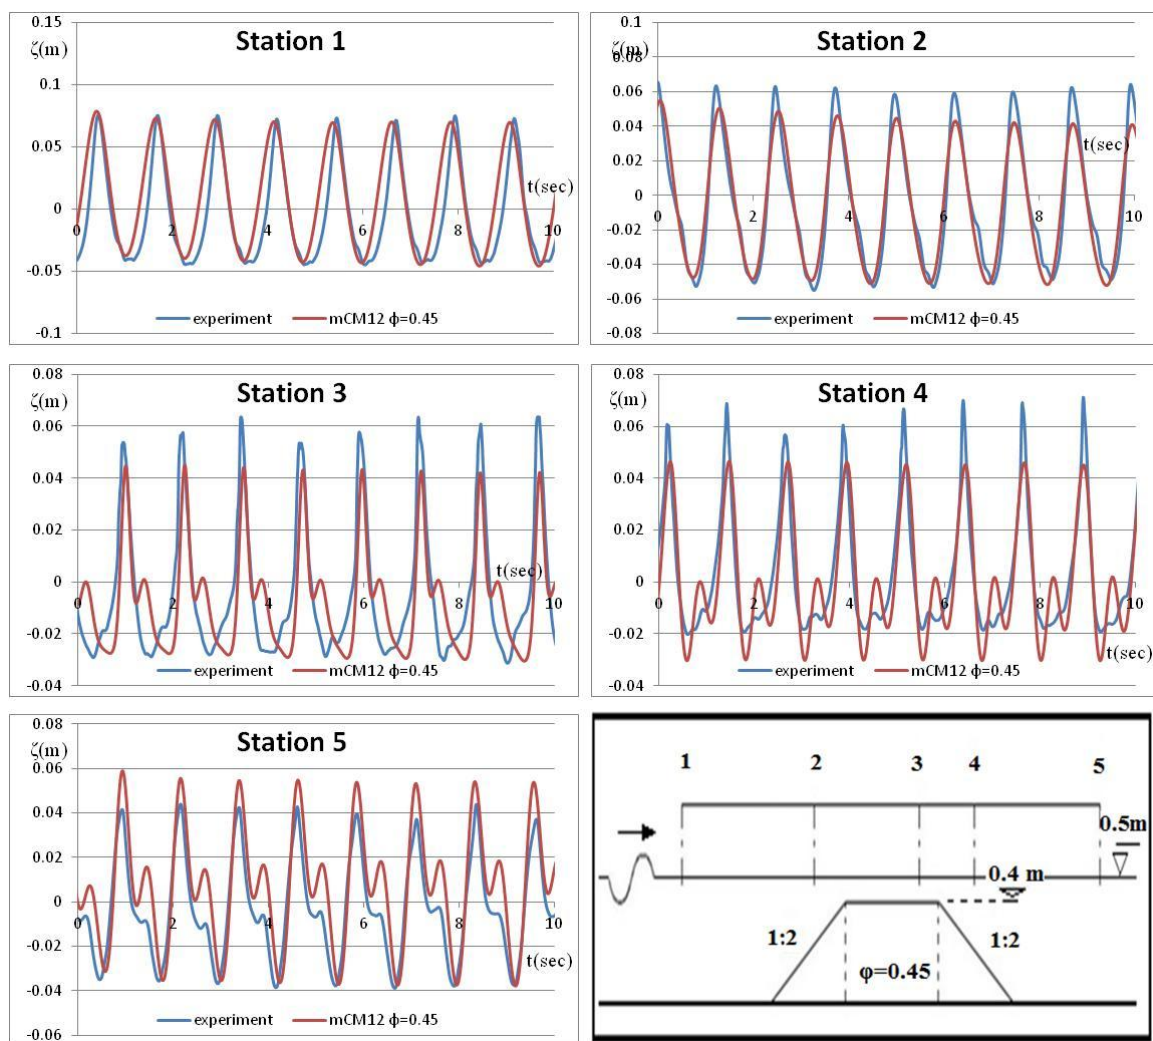 Station 1
ζ(m)
0.15
0.1
0.05
0
-0.05
-0.1
0 2 4 6 8 10
t(sec)
experiment mCM12 ϕ=0.45
Station 2
ζ(m)
0.1
0.08
0.06
0.04
0.02
0
-0.02
-0.04
-0.06
-0.08
0 2 4 6 8 10
t(sec)
experiment mCM12 ϕ=0.45
Station 3
ζ(m)
0.08
0.06
0.04
0.02
0
-0.02
-0.04
0 2 4 6 8 10
t(sec)
experiment mCM12 ϕ=0.45
Station 4
ζ(m)
0.08
0.06
0.04
0.02
0
-0.02
-0.04
0 2 4 6 8 10
t(sec)
experiment mCM12 ϕ=0.45
Station 5
ζ(m)
0.08
0.06
0.04
0.02
0
-0.02
-0.04
-0.06
0 2 4 6 8 10
t(sec)
experiment mCM12 ϕ=0.45
1 2 3 4 5
0.5m
0.4 m
1:2 1:2
φ=0.45